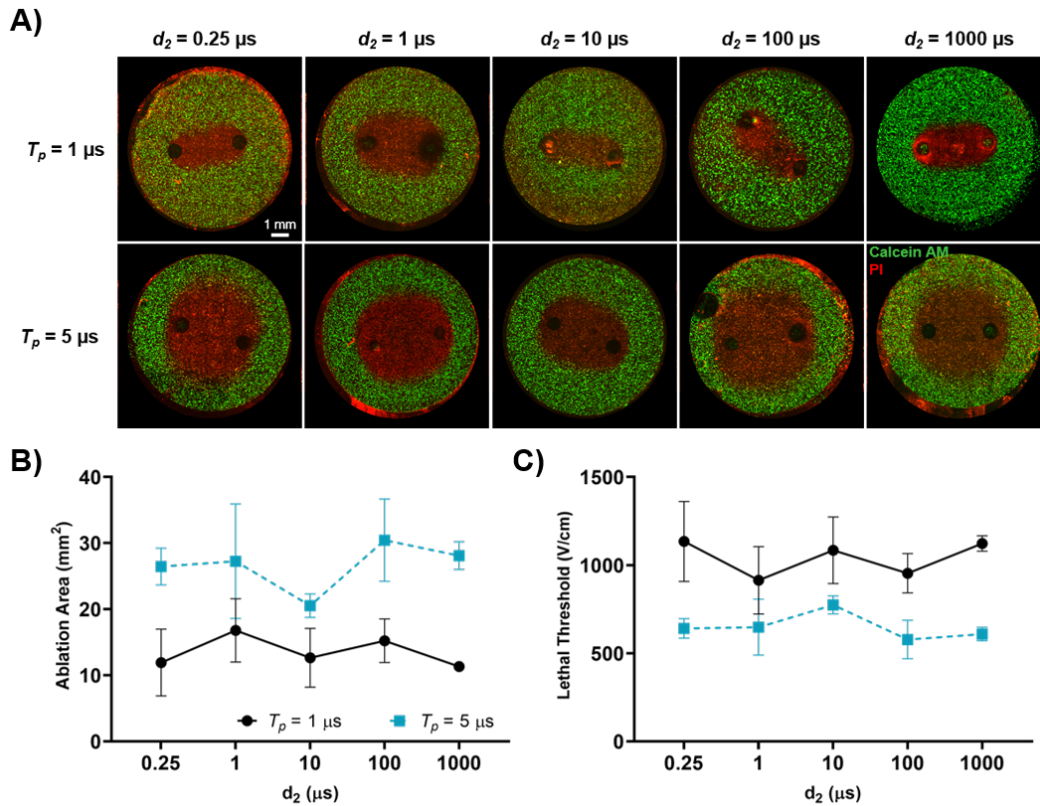 A)
d₂ = 0.25 µs
d₂ = 1 µs
d₂ = 10 µs
d₂ = 100 µs
d₂ = 1000 µs
Tₚ = 1 µs
1 mm
Tₚ = 5 µs
Calcein AM
PI
B)
Ablation Area (mm²)
40
30
20
10
0
Tₚ = 1 µs
Tₚ = 5 µs
0.25
1
10
100
1000
d₂ (µs)
C)
Lethal Threshold (V/cm)
1500
1000
500
0
0.25
1
10
100
1000
d₂ (µs)